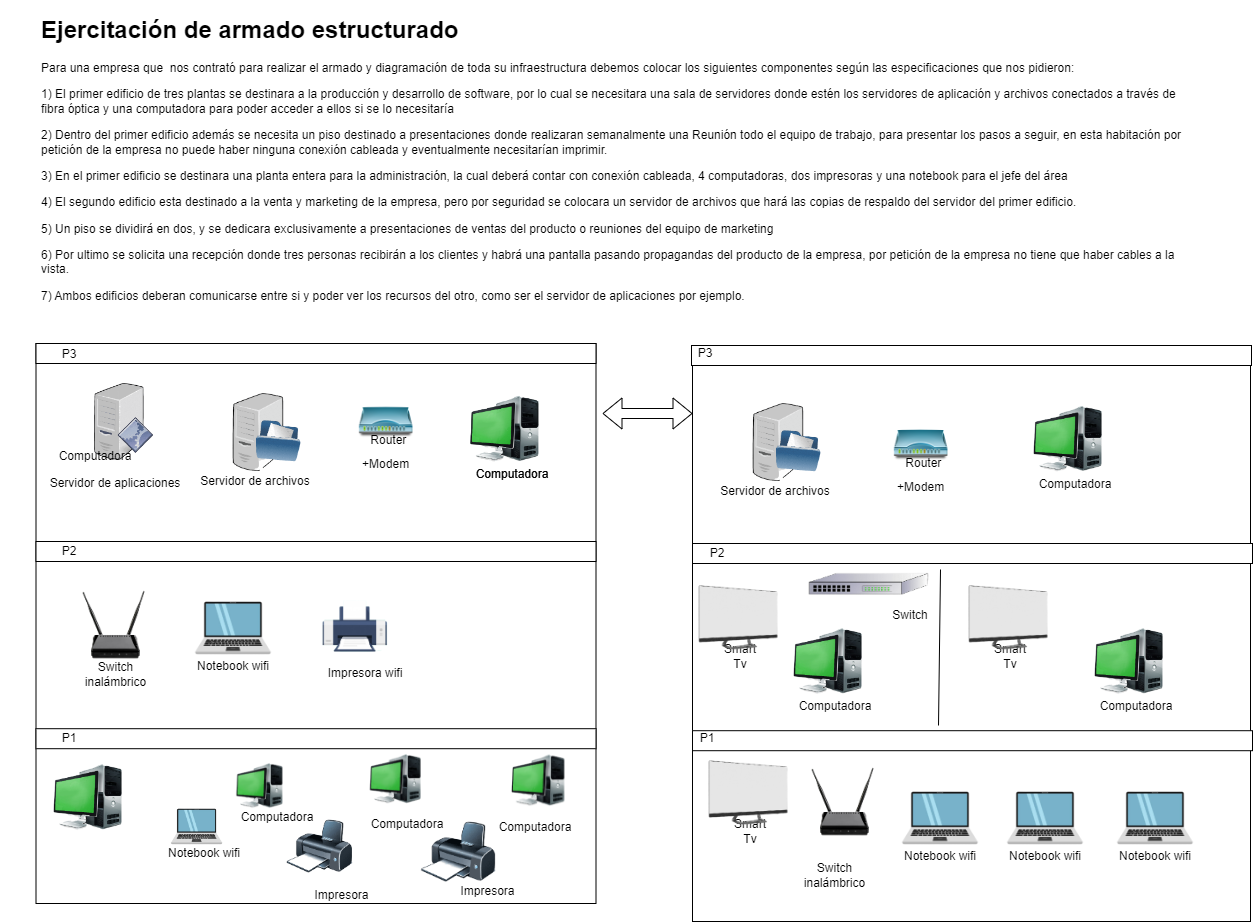 Ejercitación de armado estructurado
Para una empresa que  nos contrató para realizar el armado y diagramación de toda su infraestructura debemos colocar los siguientes componentes según las especificaciones que nos pidieron:
1) El primer edificio de tres plantas se destinara a la producción y desarrollo de software, por lo cual se necesitara una sala de servidores donde estén los servidores de aplicación y archivos conectados a través de
fibra óptica y una computadora para poder acceder a ellos si se lo necesitaría
2) Dentro del primer edificio además se necesita un piso destinado a presentaciones donde realizaran semanalmente una Reunión todo el equipo de trabajo, para presentar los pasos a seguir, en esta habitación por
petición de la empresa no puede haber ninguna conexión cableada y eventualmente necesitarían imprimir.
3) En el primer edificio se destinara una planta entera para la administración, la cual deberá contar con conexión cableada, 4 computadoras, dos impresoras y una notebook para el jefe del área
4) El segundo edificio esta destinado a la venta y marketing de la empresa, pero por seguridad se colocara un servidor de archivos que hará las copias de respaldo del servidor del primer edificio.
5) Un piso se dividirá en dos, y se dedicara exclusivamente a presentaciones de ventas del producto o reuniones del equipo de marketing
6) Por ultimo se solicita una recepción donde tres personas recibirán a los clientes y habrá una pantalla pasando propagandas del producto de la empresa, por petición de la empresa no tiene que haber cables a la
vista.
7) Ambos edificios deberan comunicarse entre si y poder ver los recursos del otro, como ser el servidor de aplicaciones por ejemplo.
P3
Computadora
Servidor de aplicaciones
Servidor de archivos
Router
+Modem
Computadora
P2
Switch
inalámbrico
Notebook wifi
Impresora wifi
P1
Notebook wifi
Computadora
Impresora
Computadora
Impresora
Computadora
P3
Servidor de archivos
Router
+Modem
Computadora
P2
Smart
Tv
Switch
Computadora
Smart
Tv
Computadora
P1
Smart
Tv
Switch
inalámbrico
Notebook wifi
Notebook wifi
Notebook wifi